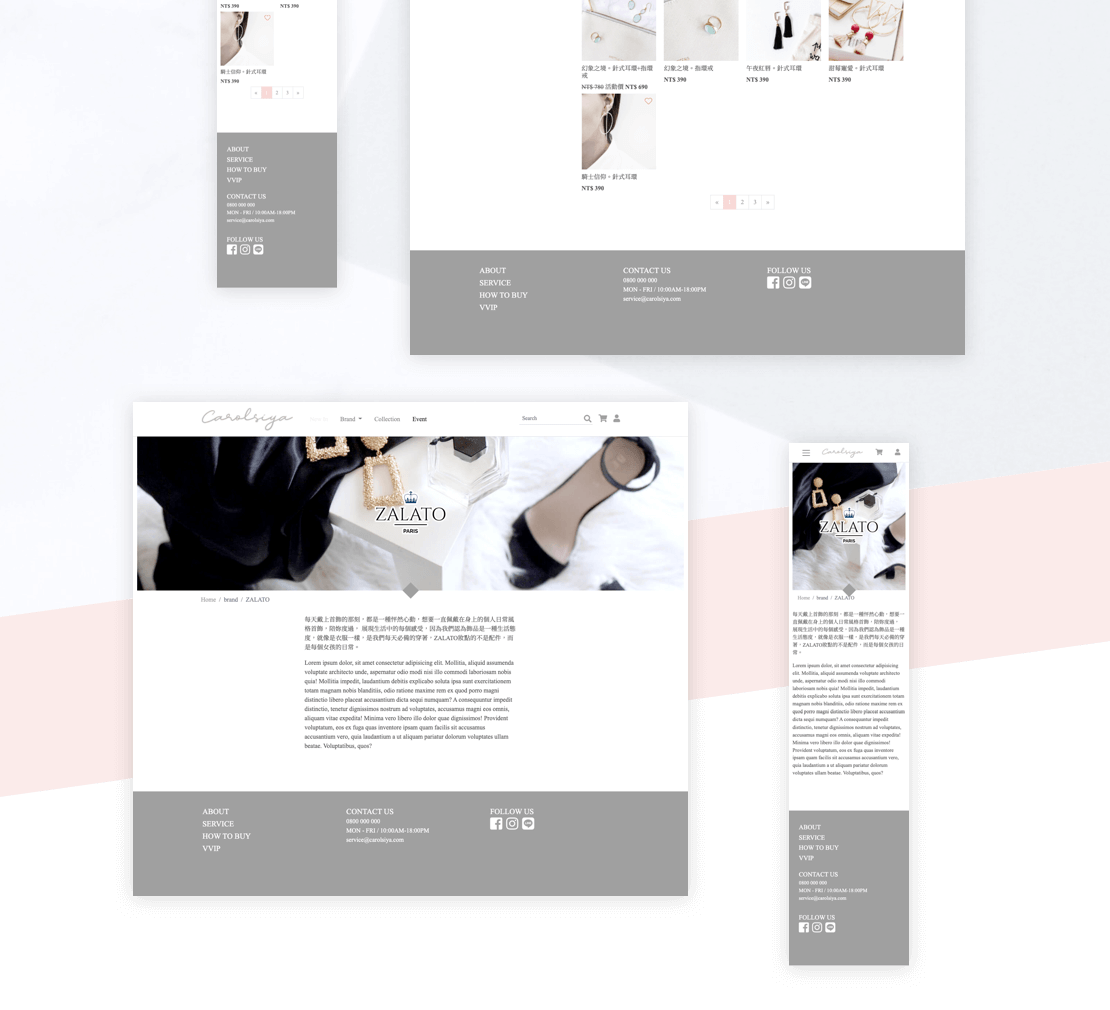 NT$ 390
NT$ 390
騎士信仰。針式耳環
NT$ 390
«
1
2
3
»
ABOUT
SERVICE
HOW TO BUY
VVIP
CONTACT US
0800 000 000
MON - FRI / 10:00AM-18:00PM
service@carolsiya.com
FOLLOW US
幻象之境。針式耳環+指環
戒
NT$ 780 活動價 NT$ 690
幻象之境。指環戒
NT$ 390
午夜紅唇。針式耳環
NT$ 390
甜莓寵愛。針式耳環
NT$ 390
騎士信仰。針式耳環
NT$ 390
«
1
2
3
»
ABOUT
SERVICE
HOW TO BUY
VVIP
CONTACT US
0800 000 000
MON - FRI / 10:00AM-18:00PM
service@carolsiya.com
FOLLOW US
Carolsiya
Brand
Collection
Event
Search
ZALATO
PARIS
Home / brand / ZALATO
每天戴上首飾的那刻，都是一種怦然心動，想要一直佩戴在身上的個人日常風
格首飾，陪妳度過。 展現生活中的每個感受，因為我們認為飾品是一種生活態
度，就像是衣服一樣，是我們每天必備的穿著，ZALATO妝點的不是配件，而
是每個女孩的日常。
Lorem ipsum dolor, sit amet consectetur adipisicing elit. Mollitia, aliquid assumenda
voluptate architecto unde, aspernatur odio modi nisi illo commodi laboriosam nobis
quia! Mollitia impedit, laudantium debitis explicabo soluta ipsa sunt exercitationem
totam magnam nobis blanditiis, odio ratione maxime rem ex quod porro magni
distinctio libero placeat accusantium dicta sequi numquam? A consequuntur impedit
distinctio, tenetur dignissimos nostrum dolores, accusamus magni eos omnis,
aliquam vitae expedita! Minima vero libero illo dolor quae dignissimos! Provident
voluptatum, eos ex fuga quas inventore ipsam quam facilis sit accusamus
accusantium vero, quia laudantium a ut aliquam pariatur dolorum voluptates ullam
beatae. Voluptatibus, quos?
ABOUT
SERVICE
HOW TO BUY
VVIP
CONTACT US
0800 000 000
MON - FRI / 10:00AM-18:00PM
service@carolsiya.com
FOLLOW US
Carolsiya
ZALATO
PARIS
Home / brand / ZALATO
每天戴上首飾的那刻，都是一種怦然心動，想要一
直佩戴在身上的個人日常風格首飾，陪妳度過。
展現生活中的每個感受，因為我們認為飾品是一種
生活態度，就像是衣服一樣，是我們每天必備的穿
著，ZALATO妝點的不是配件，而是每個女孩的日
常。
Lorem ipsum dolor, sit amet consectetur adipisicing
elit. Mollitia, aliquid assumenda voluptate architecto
unde, aspernatur odio modi nisi illo commodi
laboriosam nobis quia! Mollitia impedit, laudantium
debitis explicabo soluta ipsa sunt exercitationem totam
magnam nobis blanditiis, odio ratione maxime rem ex
quod porro magni distinctio libero placeat accusantium
dicta sequi numquam? A consequuntur impedit
distinctio, tenetur dignissimos nostrum dolores,
accusamus magni eos omnis, aliquam vitae expedita!
Minima vero libero illo dolor quae dignissimos!
Provident voluptatum, eos ex fuga quas inventore
ipsam quam facilis sit accusamus accusantium vero,
quia laudantium a ut aliquam pariatur dolorum
voluptates ullam beatae. Voluptatibus, quos?
ABOUT
SERVICE
HOW TO BUY
VVIP
CONTACT US
0800 000 000
MON - FRI / 10:00AM-18:00PM
service@carolsiya.com
FOLLOW US